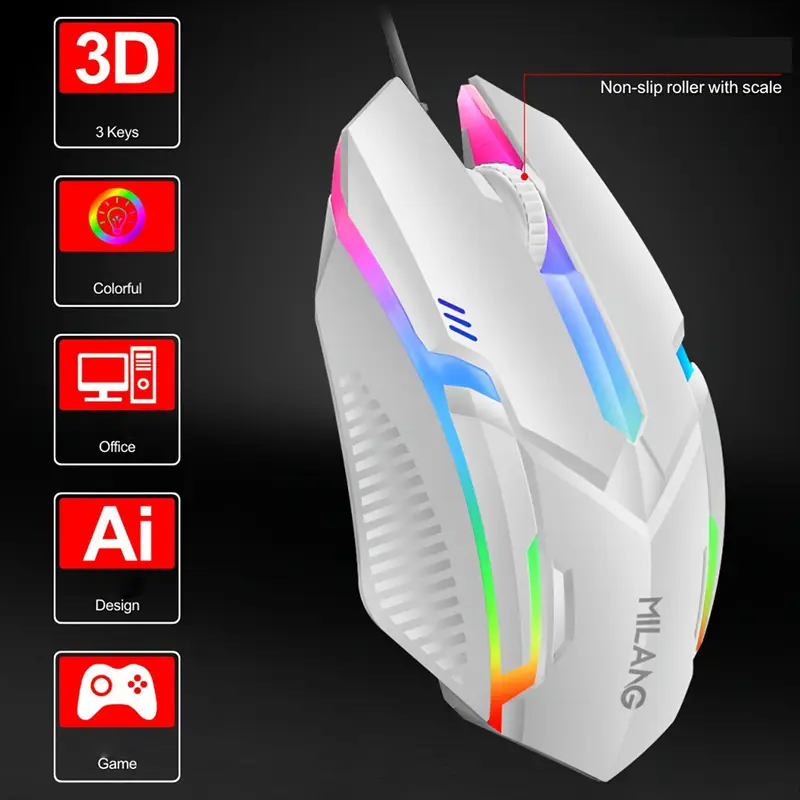 3D
3 Keys
Colorful
Office
Ai
Design
Game
Non-slip roller with scale
MILANG